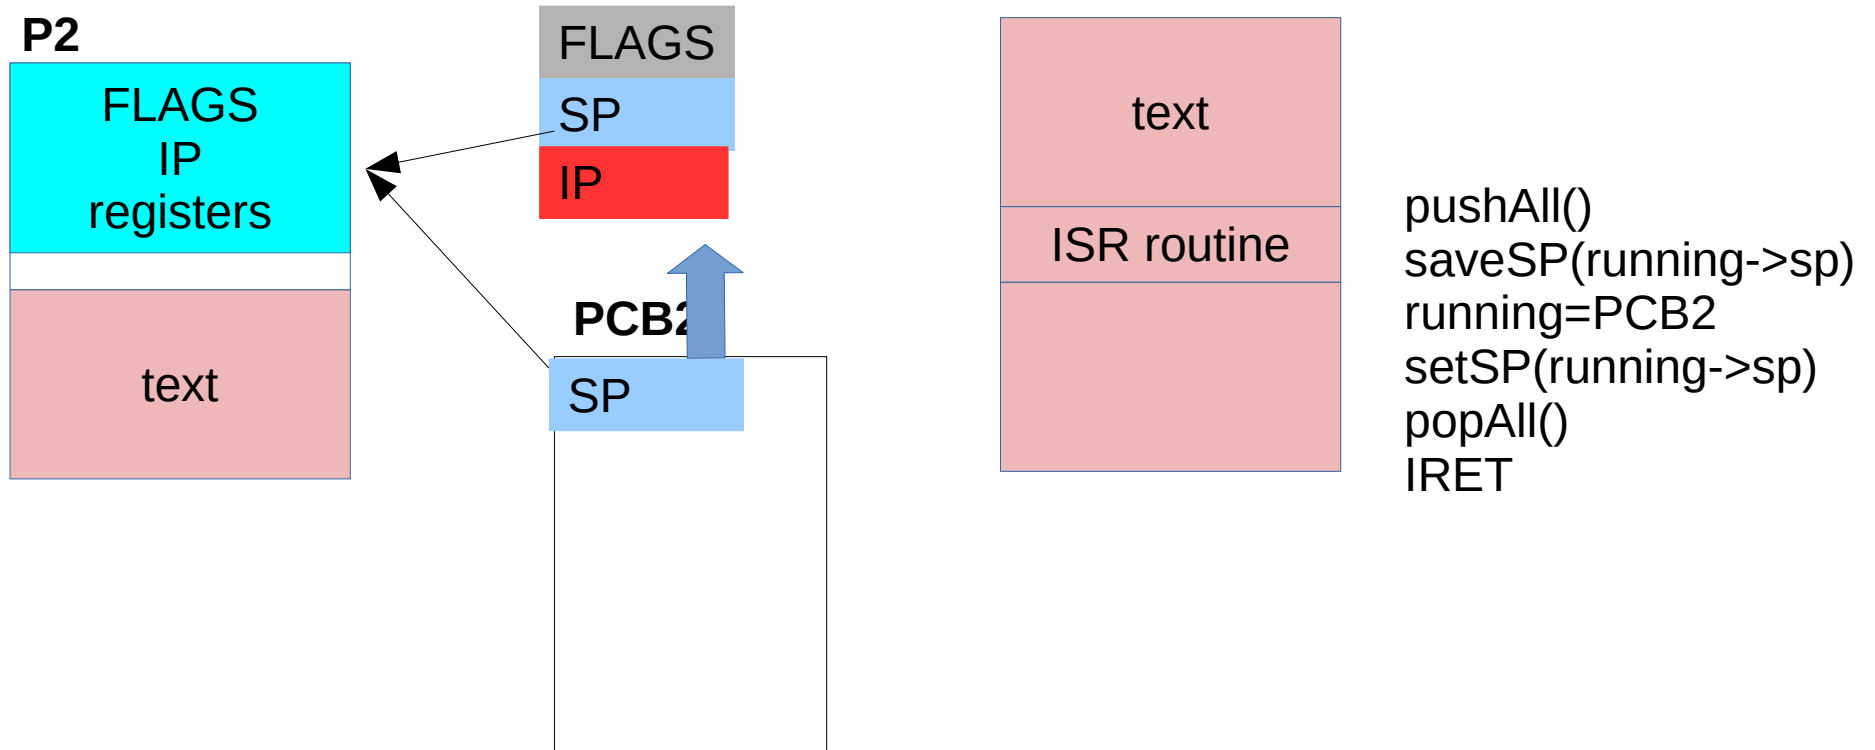 P2
FLAGS
IP
registers
text
FLAGS
SP
IP
PCB2
SP
text
ISR routine
pushAll()
saveSP(running->sp)
running=PCB2
setSP(running->sp)
popAll()
IRET